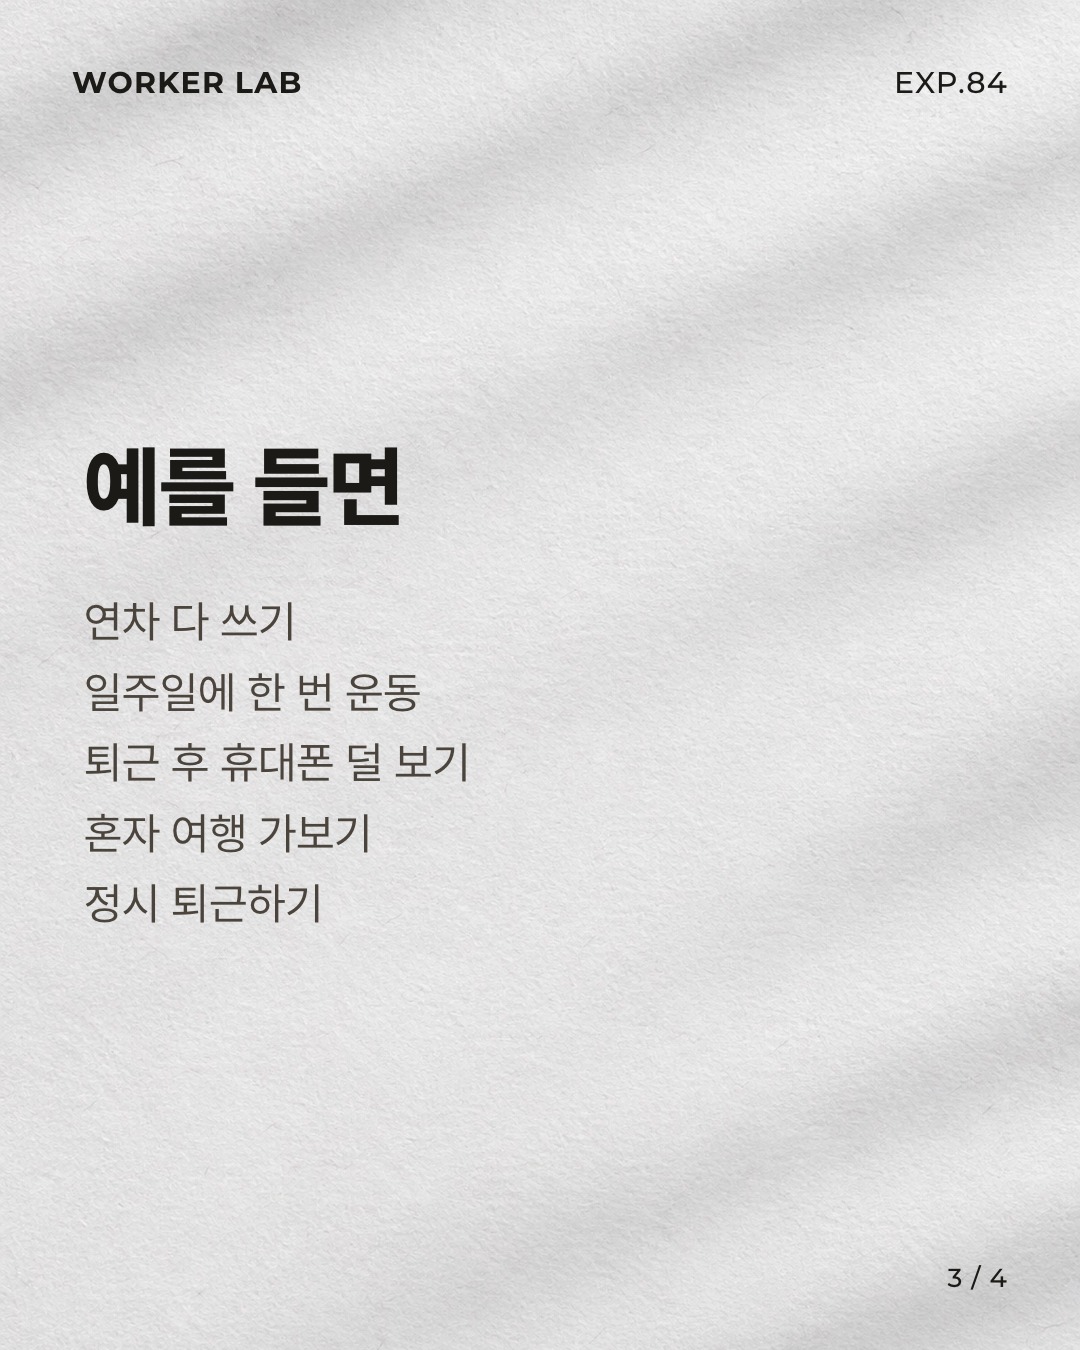 WORKER LAB
EXP.84
예를 들면
연차 다 쓰기
일주일에 한 번 운동
퇴근 후 휴대폰 덜 보기
혼자 여행 가보기
정시 퇴근하기
3 / 4